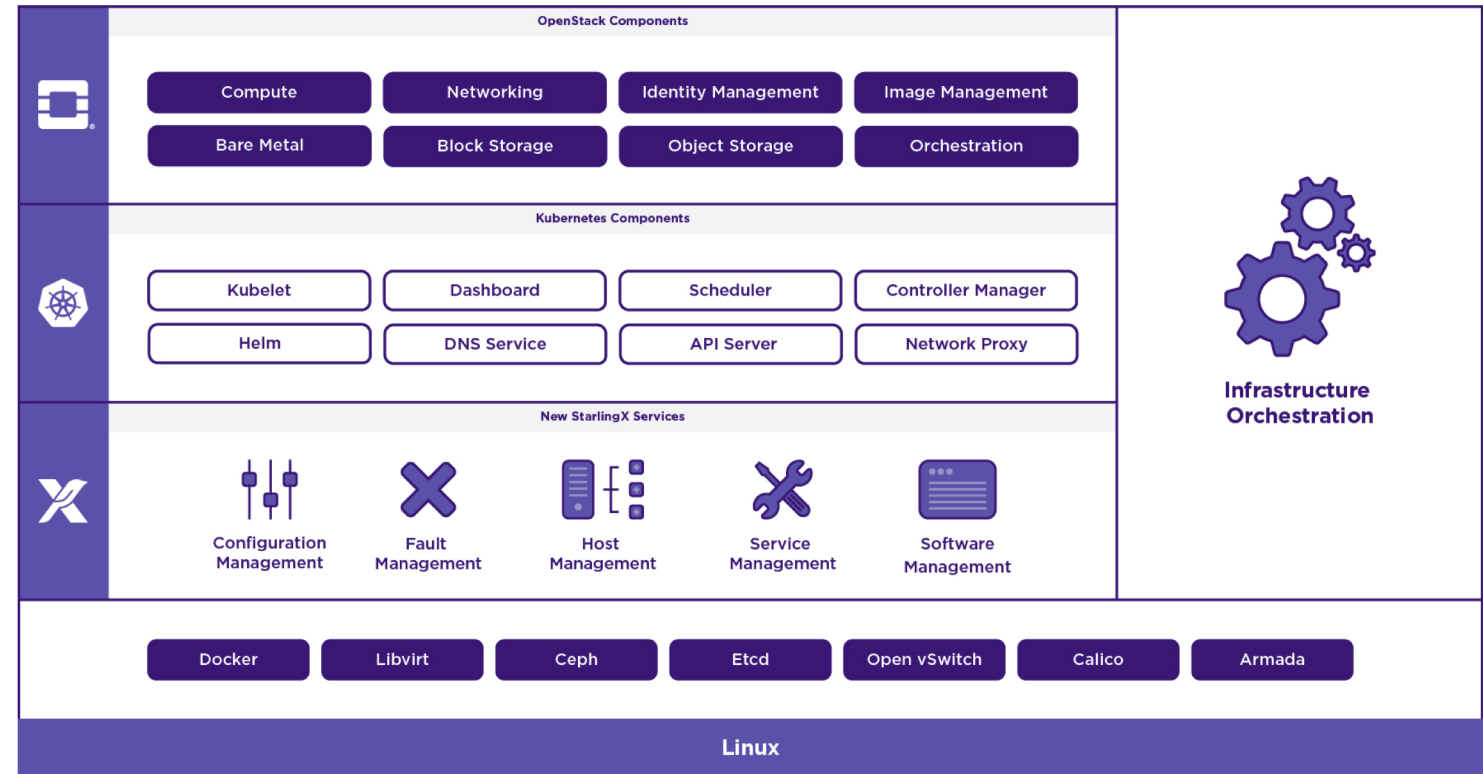 OpenStack Components
Compute
Networking
Identity Management
Image Management
Bare Metal
Block Storage
Object Storage
Orchestration
Kubernetes Components
Kubelet
Dashboard
Scheduler
Controller Manager
Helm
DNS Service
API Server
Network Proxy
New StarlingX Services
Configuration
Management
Fault
Management
Host
Management
Service
Management
Software
Management
Infrastructure
Orchestration
Docker
Libvirt
Ceph
Etcd
Open vSwitch
Calico
Armada
Linux